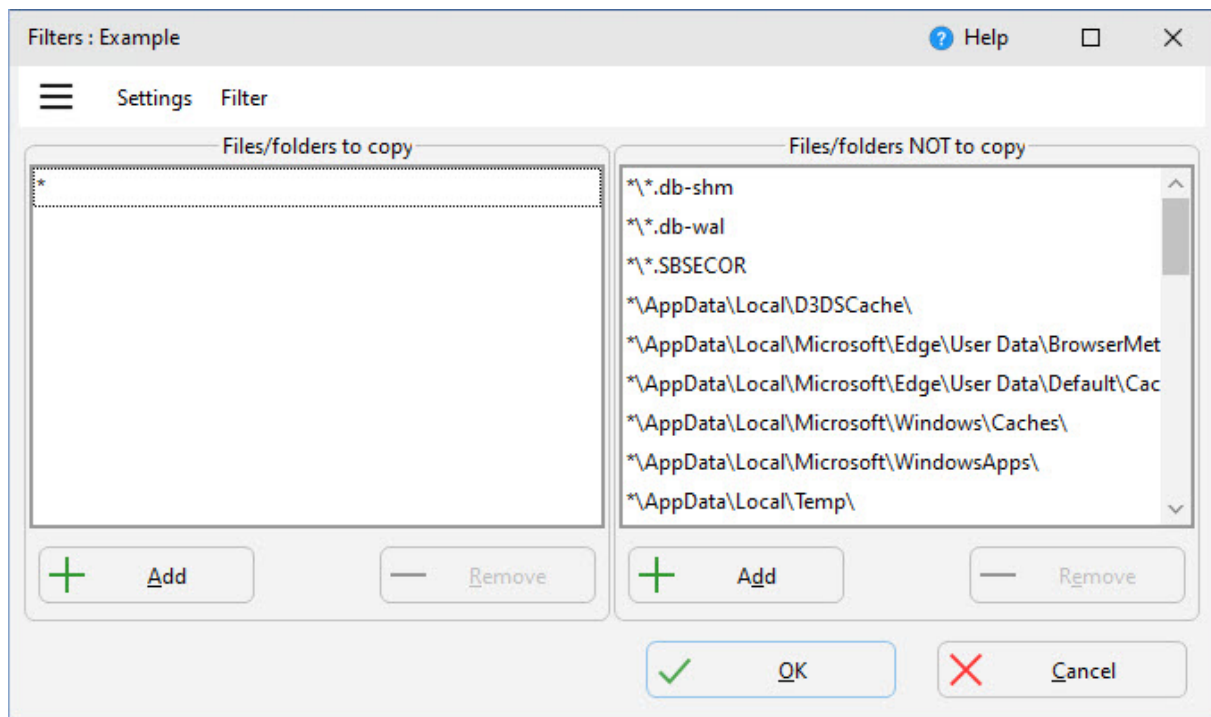 Filters : Example
? Help
Settings Filter
Files/folders to copy
*
Add
Remove
Files/folders NOT to copy
*\*.db-shm
*\*.db-wal
*\*.SBSECOR
*\AppData\Local\D3DSCache\
*\AppData\Local\Microsoft\Edge\User Data\BrowserMet
*\AppData\Local\Microsoft\Edge\User Data\Default\Cac
*\AppData\Local\Microsoft\Windows\Caches\
*\AppData\Local\Microsoft\WindowsApps\
*\AppData\Local\Temp\
Add
Remove
OK
Cancel